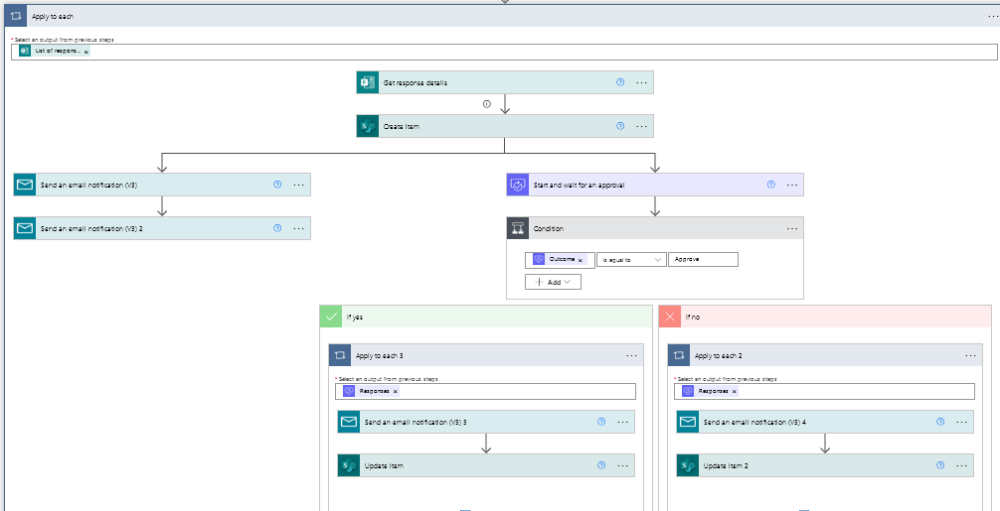 Apply to each
* Select an output from previous steps
List of respons... x
Get response details
Create item
Send an email notification (V3)
Start and wait for an approval
Send an email notification (V3) 2
Condition
Outcome x
is equal to
Approve
Add
If yes
If no
Apply to each 3
Apply to each 2
* Select an output from previous steps
* Select an output from previous steps
Responses x
Responses x
Send an email notification (V3) 3
Send an email notification (V3) 4
Update item
Update item 2